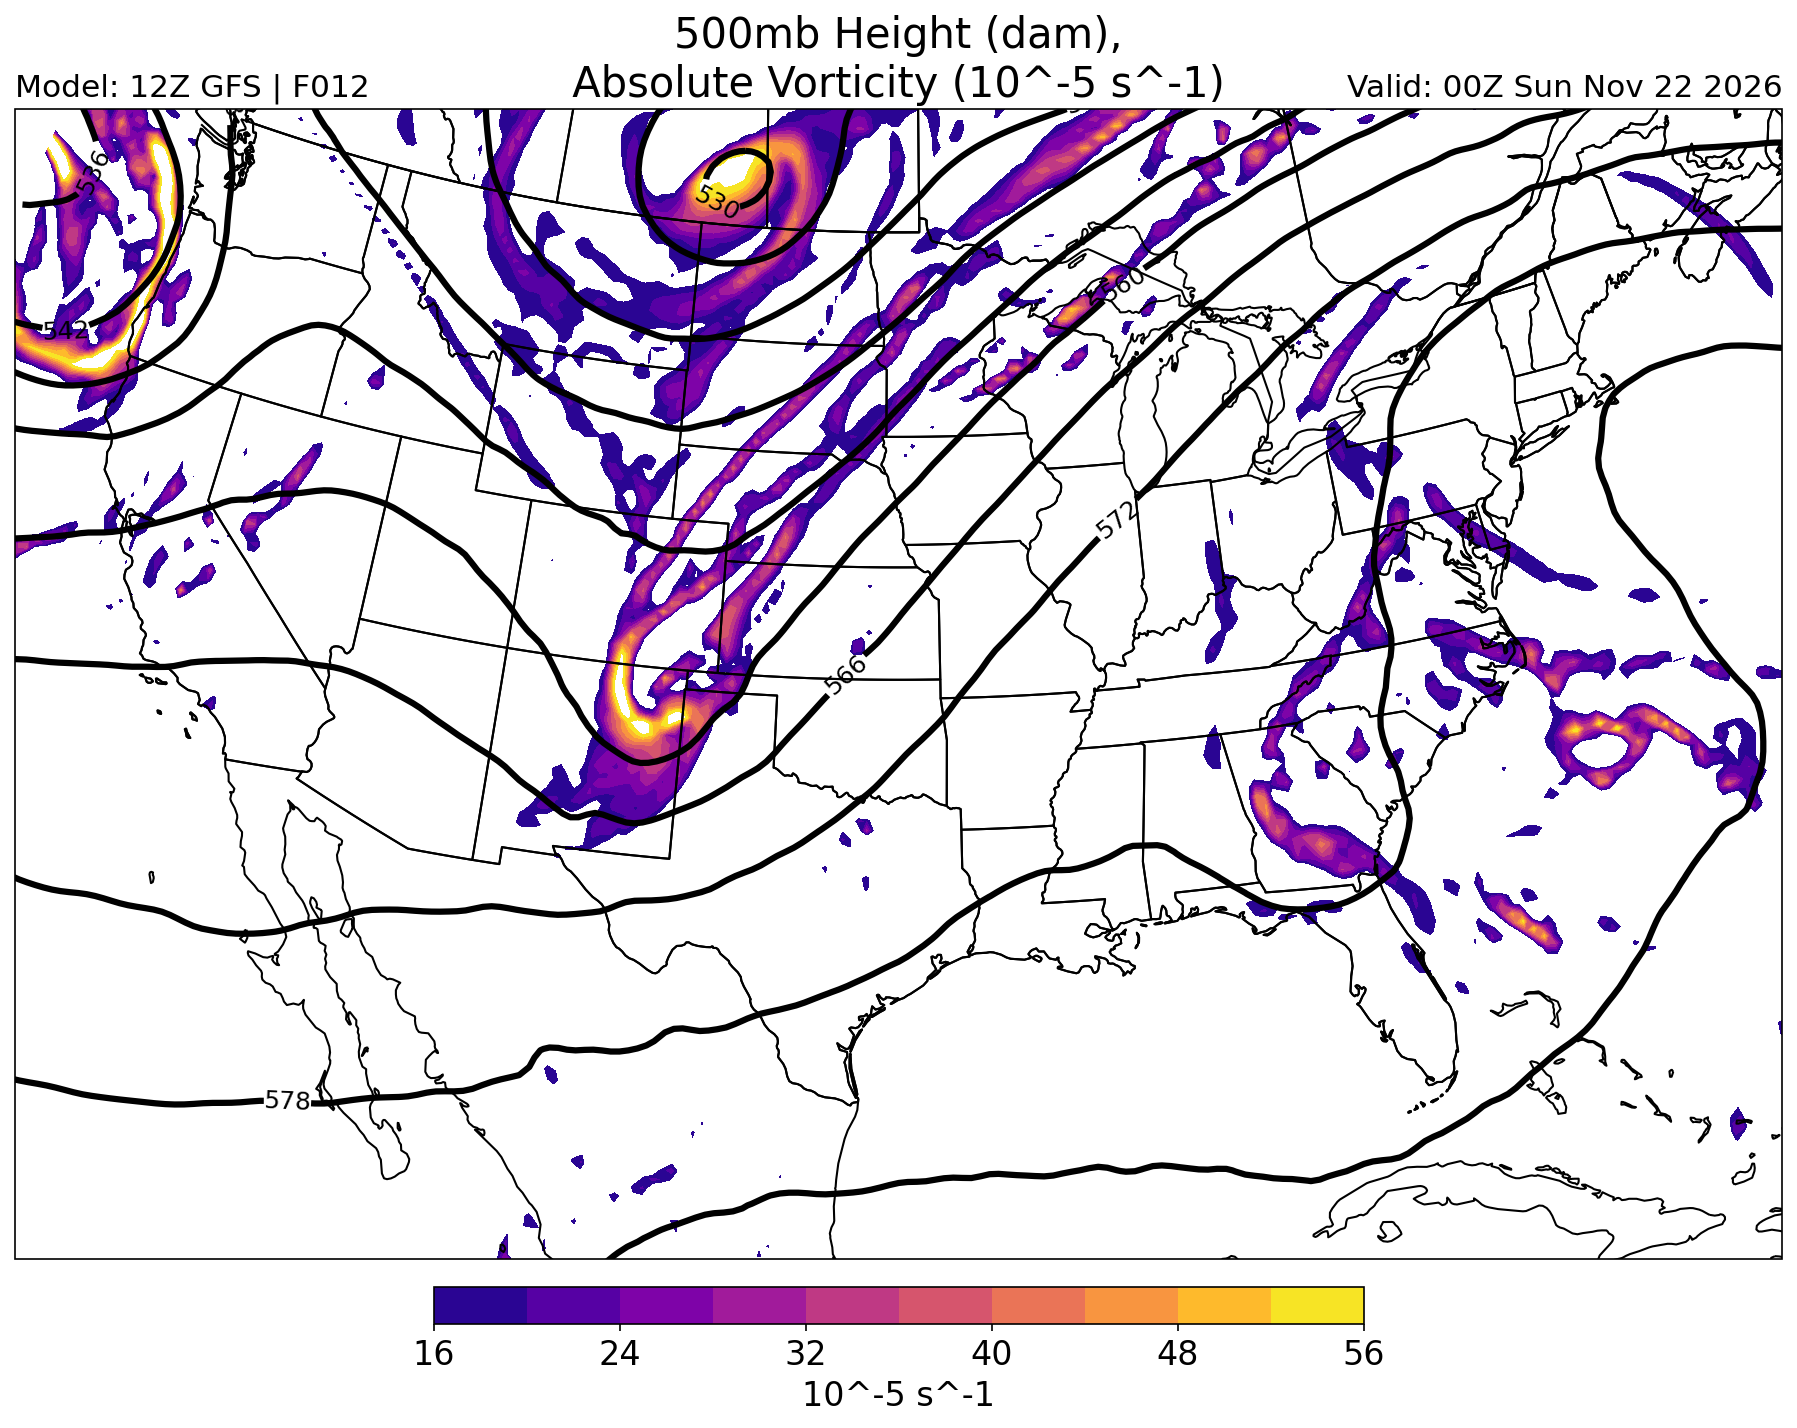 500mb Height (dam),
Absolute Vorticity (10^-5 s^-1)
Model: 12Z GFS | F012
Valid: 00Z Sun Nov 22 2026
536
530
542
560
572
566
578
16 24 32 40 48 56
10^-5 s^-1